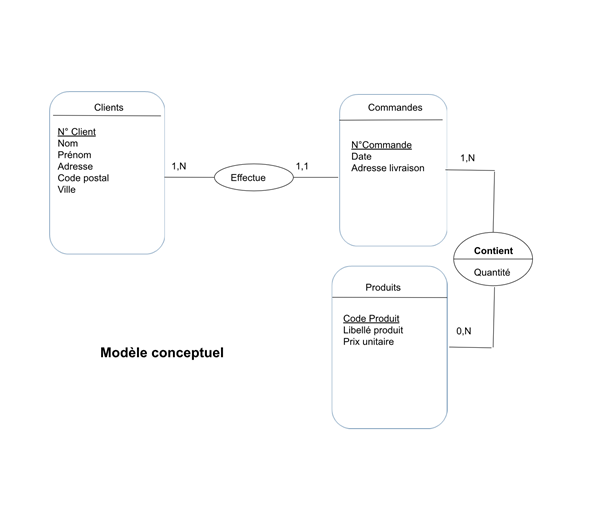 Clients
N° Client
Nom
Prénom
Adresse
Code postal
Ville
1,N
Effectue
1,1
Commandes
N°Commande
Date
Adresse livraison
1,N
Contient
Quantité
Produits
Code Produit
Libellé produit
Prix unitaire
0,N
Modèle conceptuel